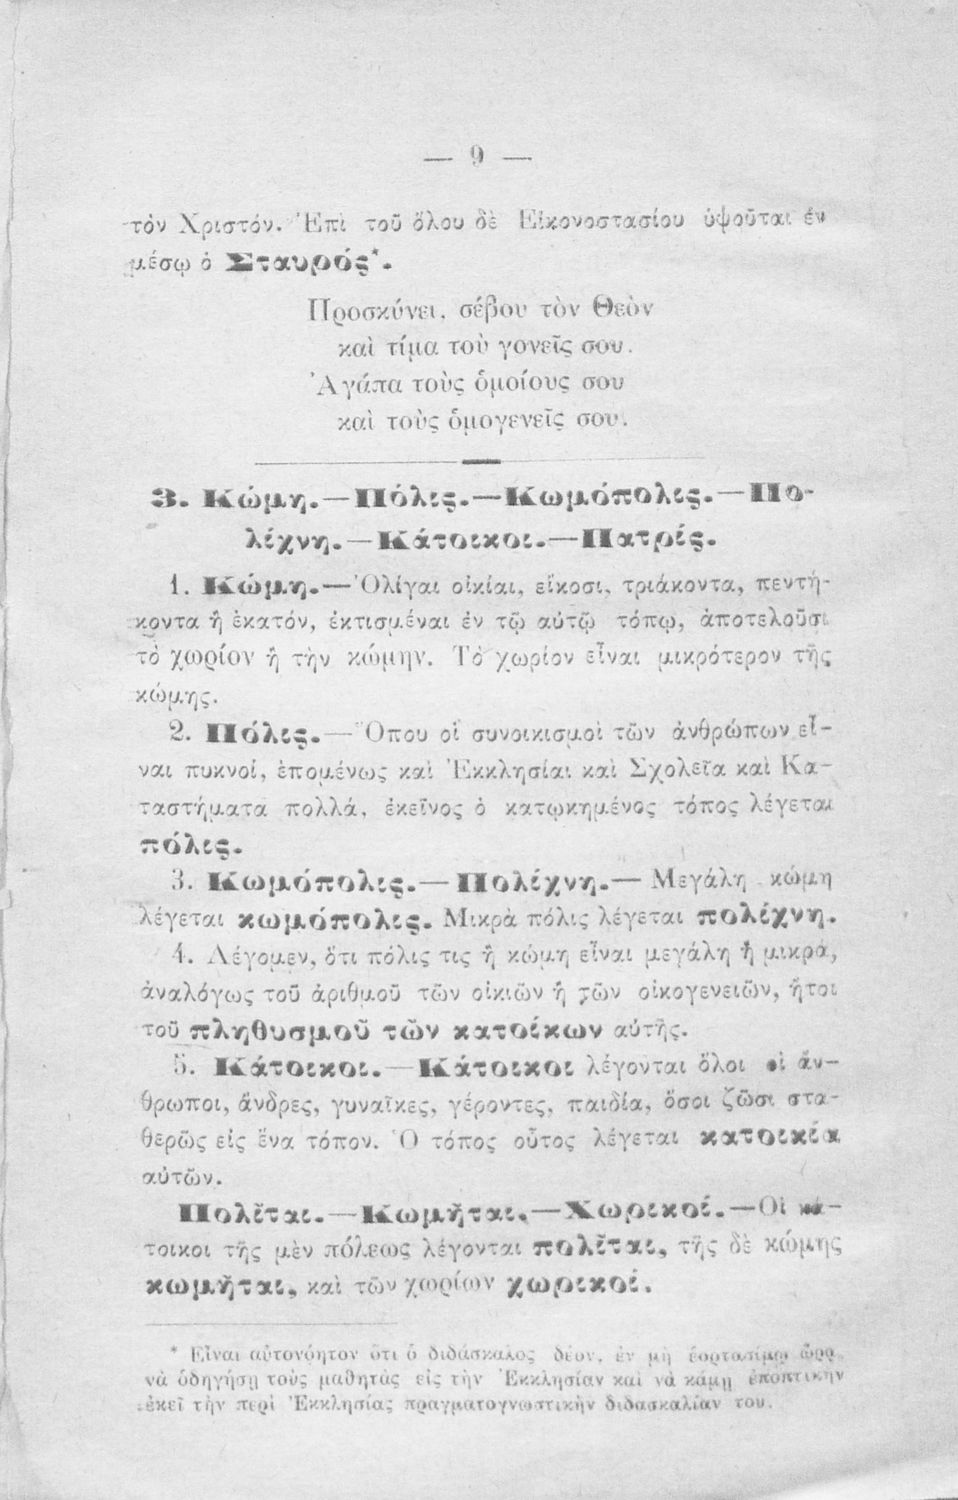 — 9 —
τὸν Χριστόν. Ἐπὶ τοῦ ὅλου δὲ Εἰκονοστασίου ὑψοῦται ἐν
μέσῳ ὁ Σταυρός*.
Προσκύνει, σέβου τὸν Θεὸν
καὶ τίμα τοὺ γονεῖς σου.
Ἀγάπα τοὺς ὁμοίους σου
καὶ τοὺς ὁμογενεῖς σου.
3. Κώμη.—Πόλις.—Κωμόπολις.—Πο-
λίχνη.—Κάτοικοι.—Πατρίς.
1. Κώμη.—Ὀλίγαι οἰκίαι, εἴκοσι, τριάκοντα, πεντή-
κοντα ἢ ἑκατόν, ἐκτισμέναι ἐν τῷ αὐτῷ τόπῳ, ἀποτελοῦσι
τὸ χωρίον ἢ τὴν κώμην. Τὸ χωρίον εἶναι μικρότερον τῆς
κώμης.
2. Πόλις.—Ὅπου οἱ συνοικισμοὶ τῶν ἀνθρώπων εἶ-
ναι πυκνοί, ἑπομένως καὶ Ἐκκλησίαι καὶ Σχολεῖα καὶ Κα-
ταστήματα πολλά, ἐκεῖνος ὁ κατῳκημένος τόπος λέγεται
πόλις.
3. Κωμόπολις.—Πολίχνη.— Μεγάλη κώμη
λέγεται κωμόπολις. Μικρὰ πόλις λέγεται πολίχνη.
4. Λέγομεν, ὅτι πόλις τις ἢ κώμη εἶναι μεγάλη ἢ μικρά,
ἀναλόγως τοῦ ἀριθμοῦ τῶν οἰκιῶν ἢ τῶν οἰκογενειῶν, ἤτοι
τοῦ πληθυσμοῦ τῶν κατοίκων αὐτῆς.
5. Κάτοικοι.—Κάτοικοι λέγονται ὅλοι οἱ ἄν-
θρωποι, ἄνδρες, γυναῖκες, γέροντες, παιδία, ὅσοι ζῶσι στα-
θερῶς εἰς ἕνα τόπον. Ὁ τόπος οὗτος λέγεται κατοικία
αὐτῶν.
Πολῖται.—Κωμῆται.—Χωρικοί.—Οἱ κά-
τοικοι τῆς μὲν πόλεως λέγονται πολῖται, τῆς δὲ κώμης
κωμῆται, καὶ τῶν χωρίων χωρικοί.
* Εἶναι αὐτονόητον ὅτι ὁ διδάσκαλος δέον, ἐν μὴ ἑορτασίμῳ ὥρᾳ,
νὰ ὁδηγήσῃ τοὺς μαθητὰς εἰς τὴν Ἐκκλησίαν καὶ νὰ κάμῃ ἐποπτικὴν
ἐκεῖ τὴν περὶ Ἐκκλησίας πραγματογνωστικὴν διδασκαλίαν του.